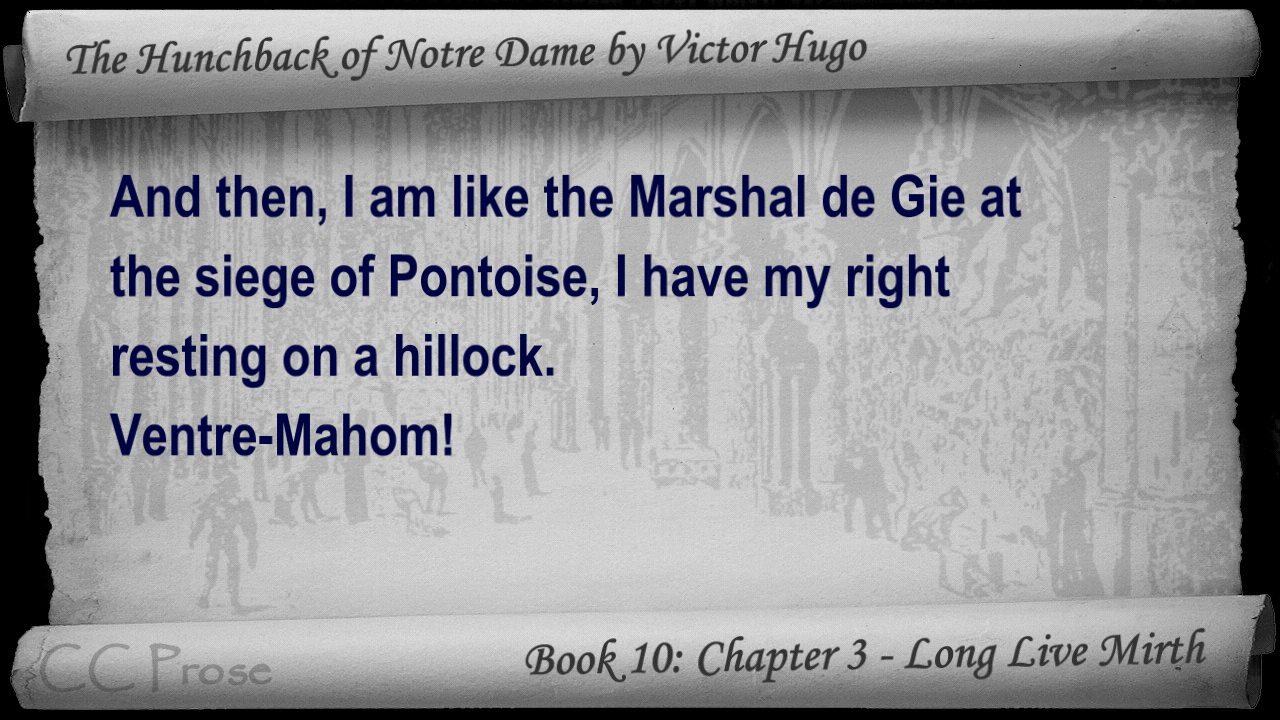 The Hunchback of Notre Dame by Victor Hugo
And then, I am like the Marshal de Gie at
the siege of Pontoise, I have my right
resting on a hillock.
Ventre-Mahom!
CC Prose
Book 10: Chapter 3 - Long Live Mirth